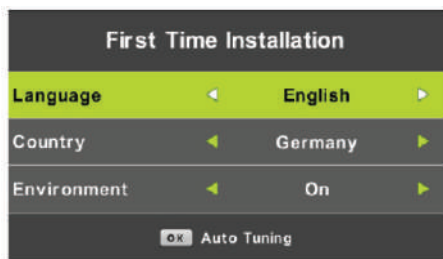 First Time Installation
Language English
Country Germany
Environment On
OK Auto Tuning